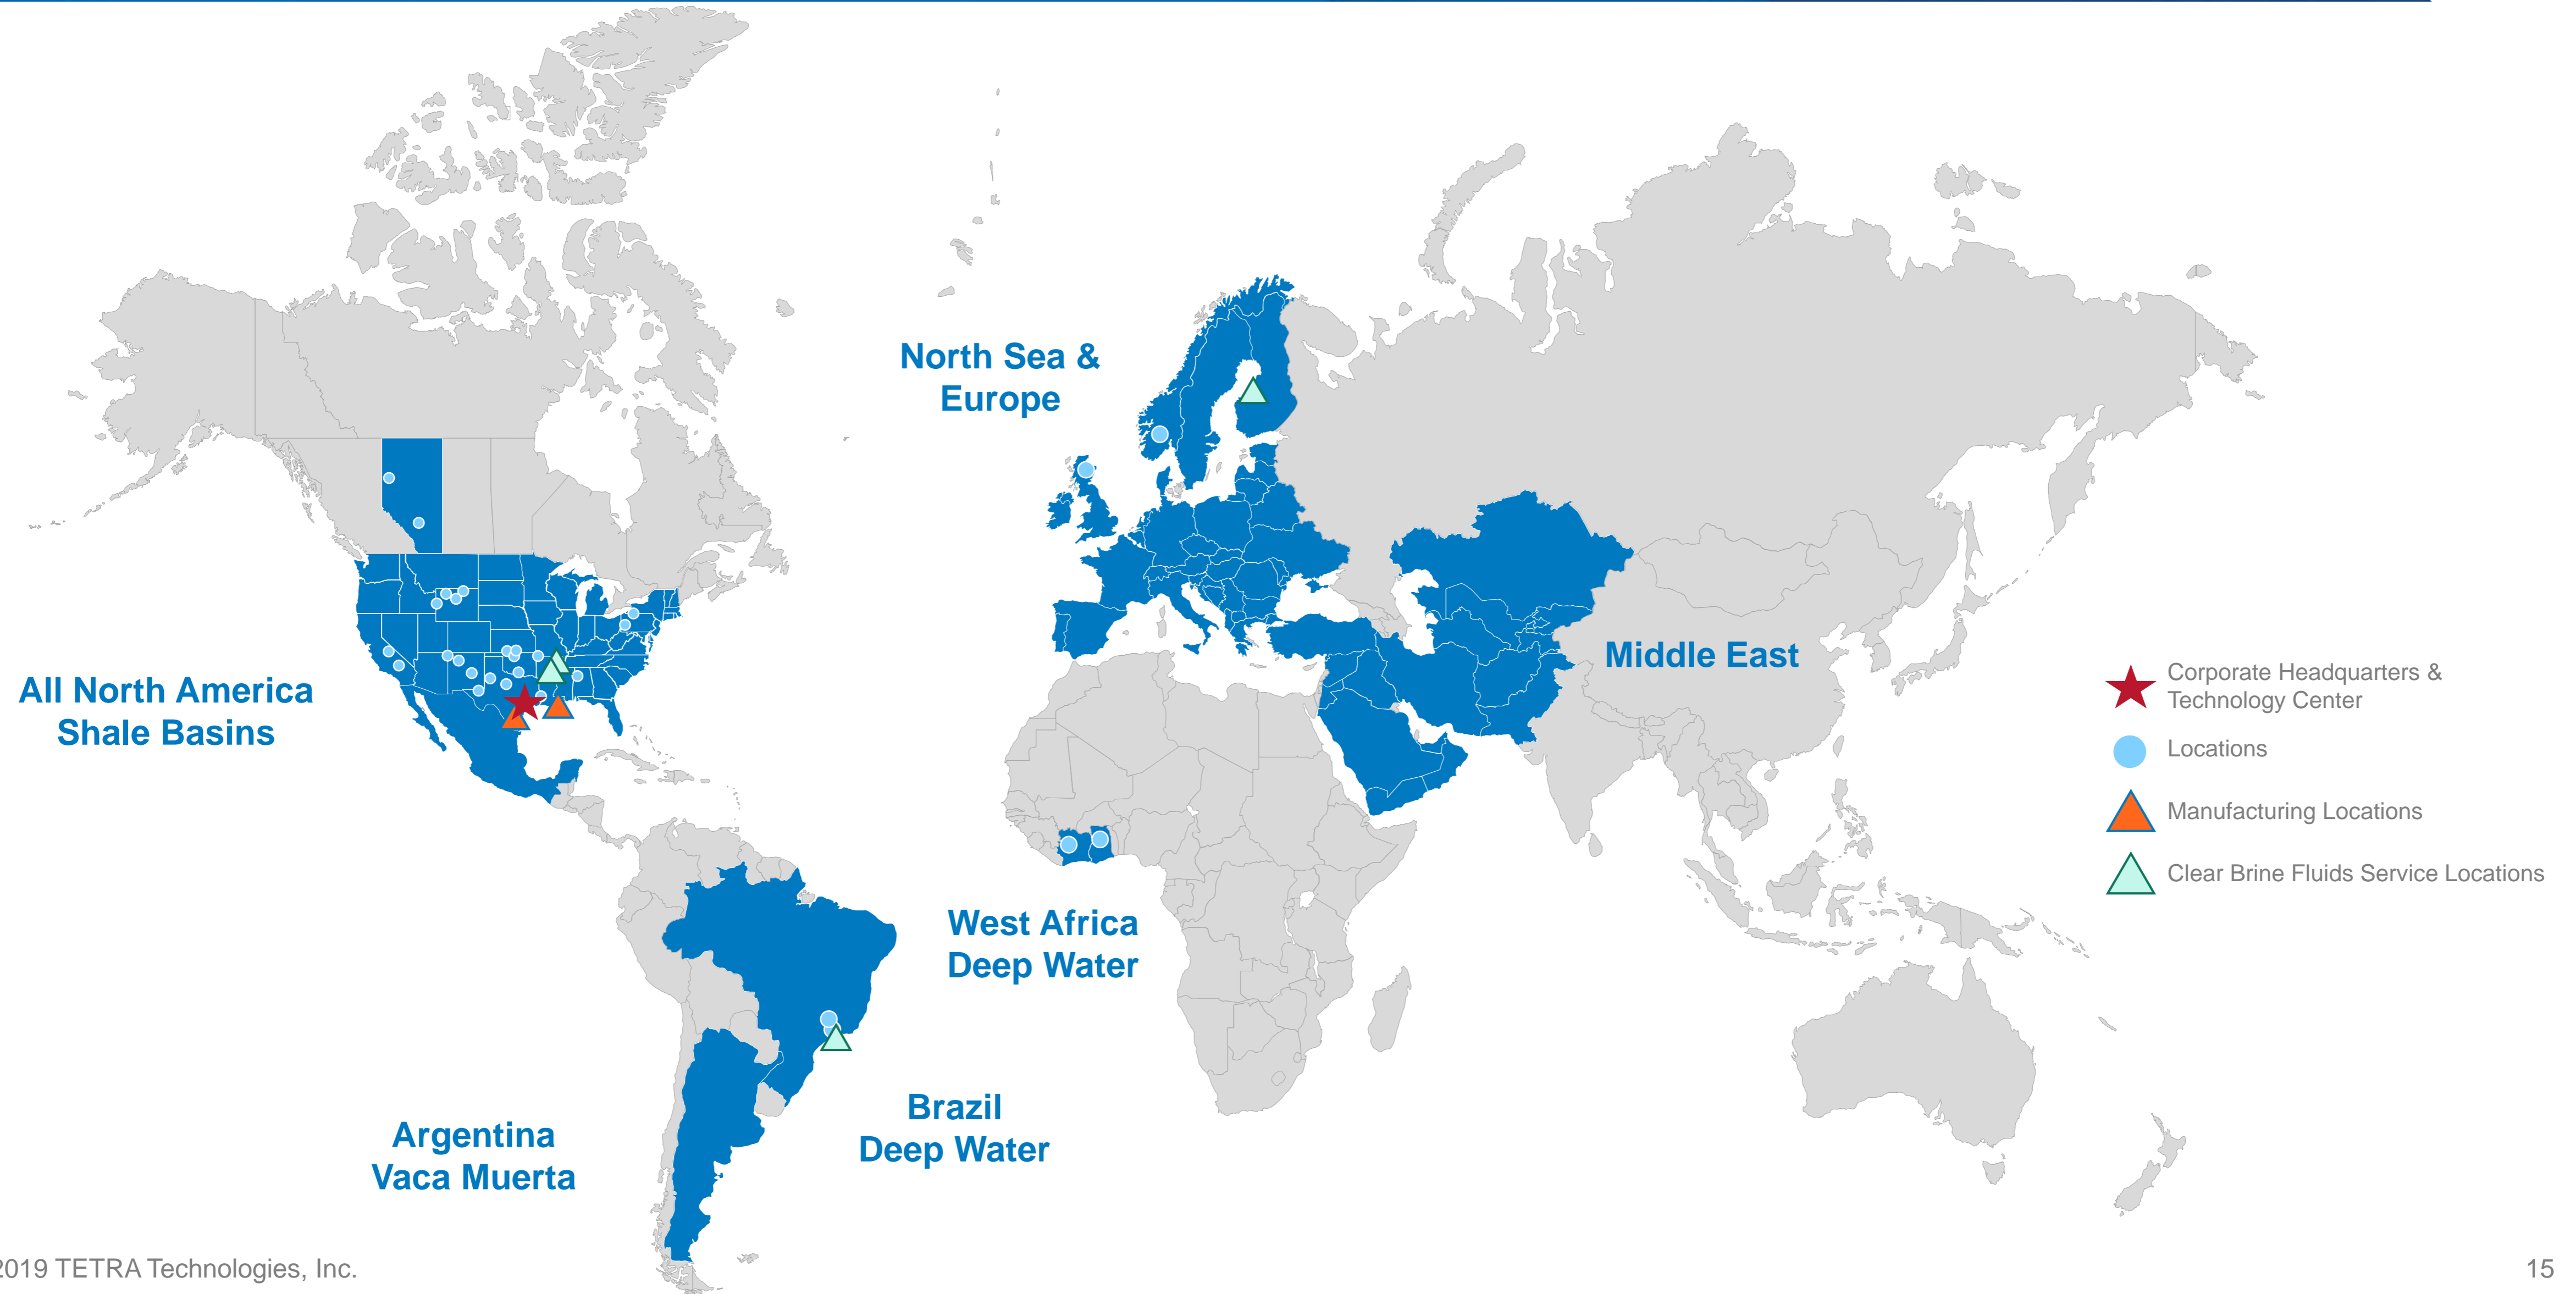 North Sea &
Europe
Middle East
All North America
Shale Basins
Corporate Headquarters &
Technology Center
Locations
Manufacturing Locations
Clear Brine Fluids Service Locations
West Africa
Deep Water
Brazil
Deep Water
Argentina
Vaca Muerta
2019 TETRA Technologies, Inc.
15